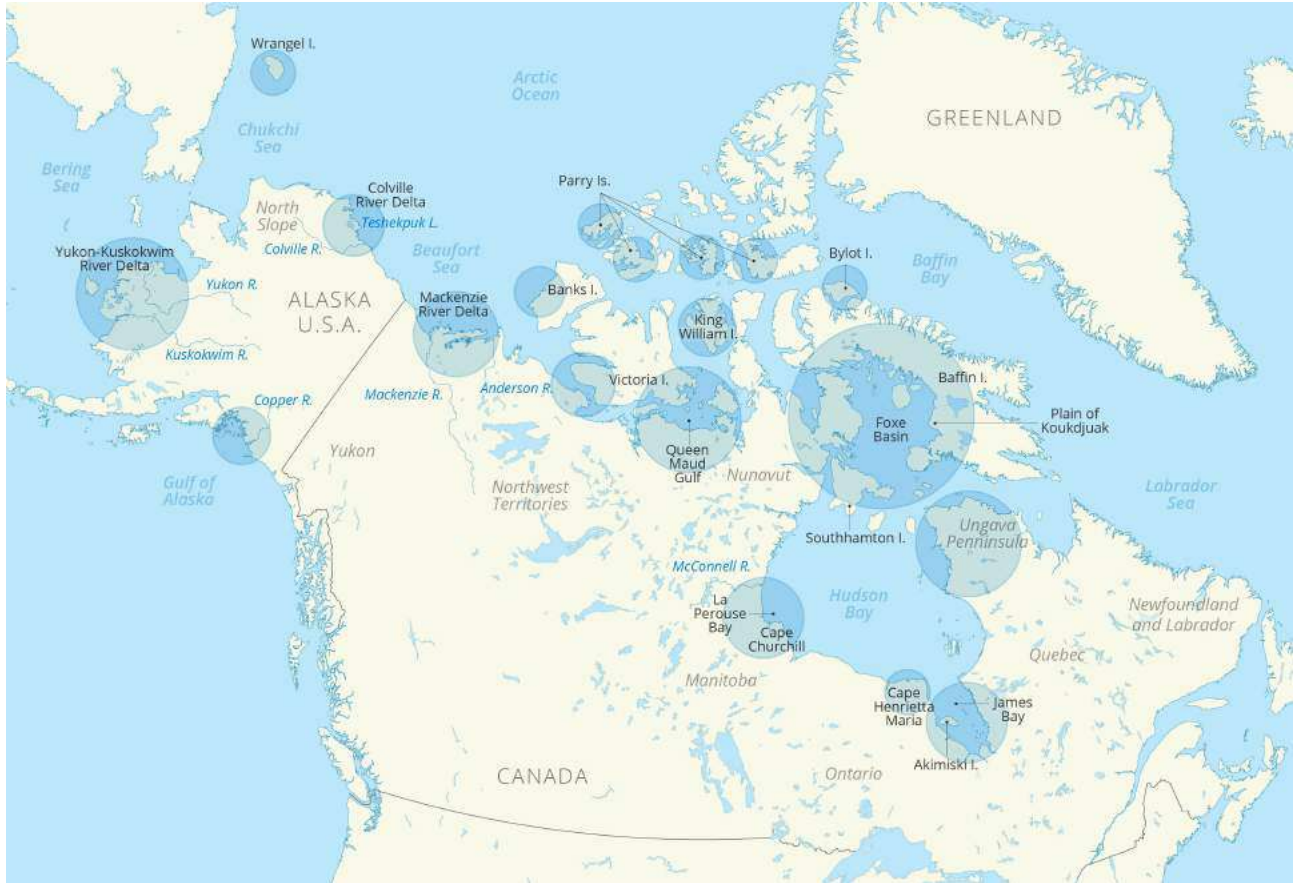 Wrangel I.
Arctic
Ocean
GREENLAND
Chukchi
Sea
Bering
Sea
Parry Is.
Colville
River Delta
North
Slope
Teshekpuk L.
Colville R.
Beaufort
Sea
Bylot I.
Baffin
Bay
Yukon-Kuskokwim
River Delta
Yukon R.
ALASKA
U.S.A.
Mackenzie
River Delta
Banks I.
King
William I.
Kuskokwim R.
Copper R.
Mackenzie R.
Anderson R.
Victoria I.
Baffin I.
Foxe
Basin
Plain of
Koukdjuak
Yukon
Queen
Maud
Gulf
Nunavut
Gulf of
Alaska
Northwest
Territories
Labrador
Sea
Southhamton I.
Ungava
Penninsula
McConnell R.
La
Perouse
Bay
Cape
Churchill
Hudson
Bay
Newfoundland
and Labrador
Quebec
Manitoba
Cape
Henrietta
Maria
James
Bay
Akimiski I.
Ontario
CANADA